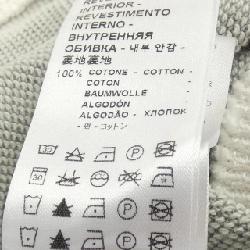 INTERIOR -
REVESTIMENTO
INTERNO -
ВНУТРЕННЯЯ
ОБИВКА - 내부 안감 -
裏地裏地
100% COTONE - COTTON -
COTON -
BAUMWOLLE -
ALGODÓN -
ALGODÃO - ХЛОПОК
- 면 - コットン
30
P
P